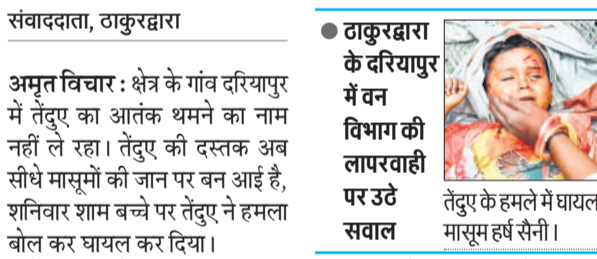 संवाददाता, ठाकुरद्वारा
अमृत विचार : क्षेत्र के गांव दरियापुर
में तेंदुए का आतंक थमने का नाम
नहीं ले रहा। तेंदुए की दस्तक अब
सीधे मासूमों की जान पर बन आई है,
शनिवार शाम बच्चे पर तेंदुए ने हमला
बोल कर घायल कर दिया।
ठाकुरद्वारा
के दरियापुर
में वन
विभाग की
लापरवाही
पर उठे
सवाल
तेंदुए के हमले में घायल
मासूम हर्ष सैनी।